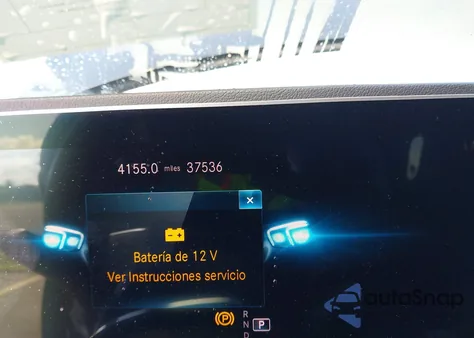 4155.0 miles 37536
×
- +
Batería de 12 V
Ver Instrucciones servicio
(P) R
N P
D
autoSnap